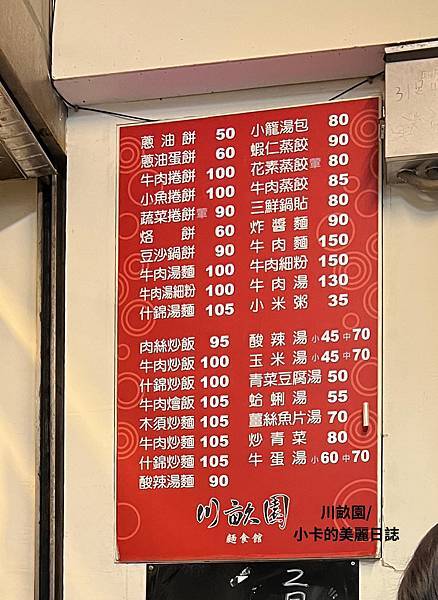 蔥油餅 50
蔥油蛋餅 60
牛肉捲餅 100
小魚捲餅 100
蔬菜捲餅 葷 90
烙餅 60
豆沙鍋餅 90
牛肉湯麵 100
牛肉湯細粉 100
什錦湯麵 105
小籠湯包 80
蝦仁蒸餃 90
花素蒸餃 葷 80
牛肉蒸餃 85
三鮮鍋貼 80
炸醬麵 90
牛肉麵 150
牛肉細粉 150
牛肉湯 130
小米粥 35
肉絲炒飯 95
牛肉炒飯 100
什錦炒飯 100
牛肉燴飯 105
木須炒麵 105
牛肉炒麵 105
什錦炒麵 105
酸辣湯麵 90
酸辣湯 小45 中70
玉米湯 小45 中70
青菜豆腐湯 50
蛤蜊湯 55
薑絲魚片湯 70
炒青菜 80
牛蛋湯 小60 中70
川畝園
麵食館
川畝園/
小卡的美麗日誌